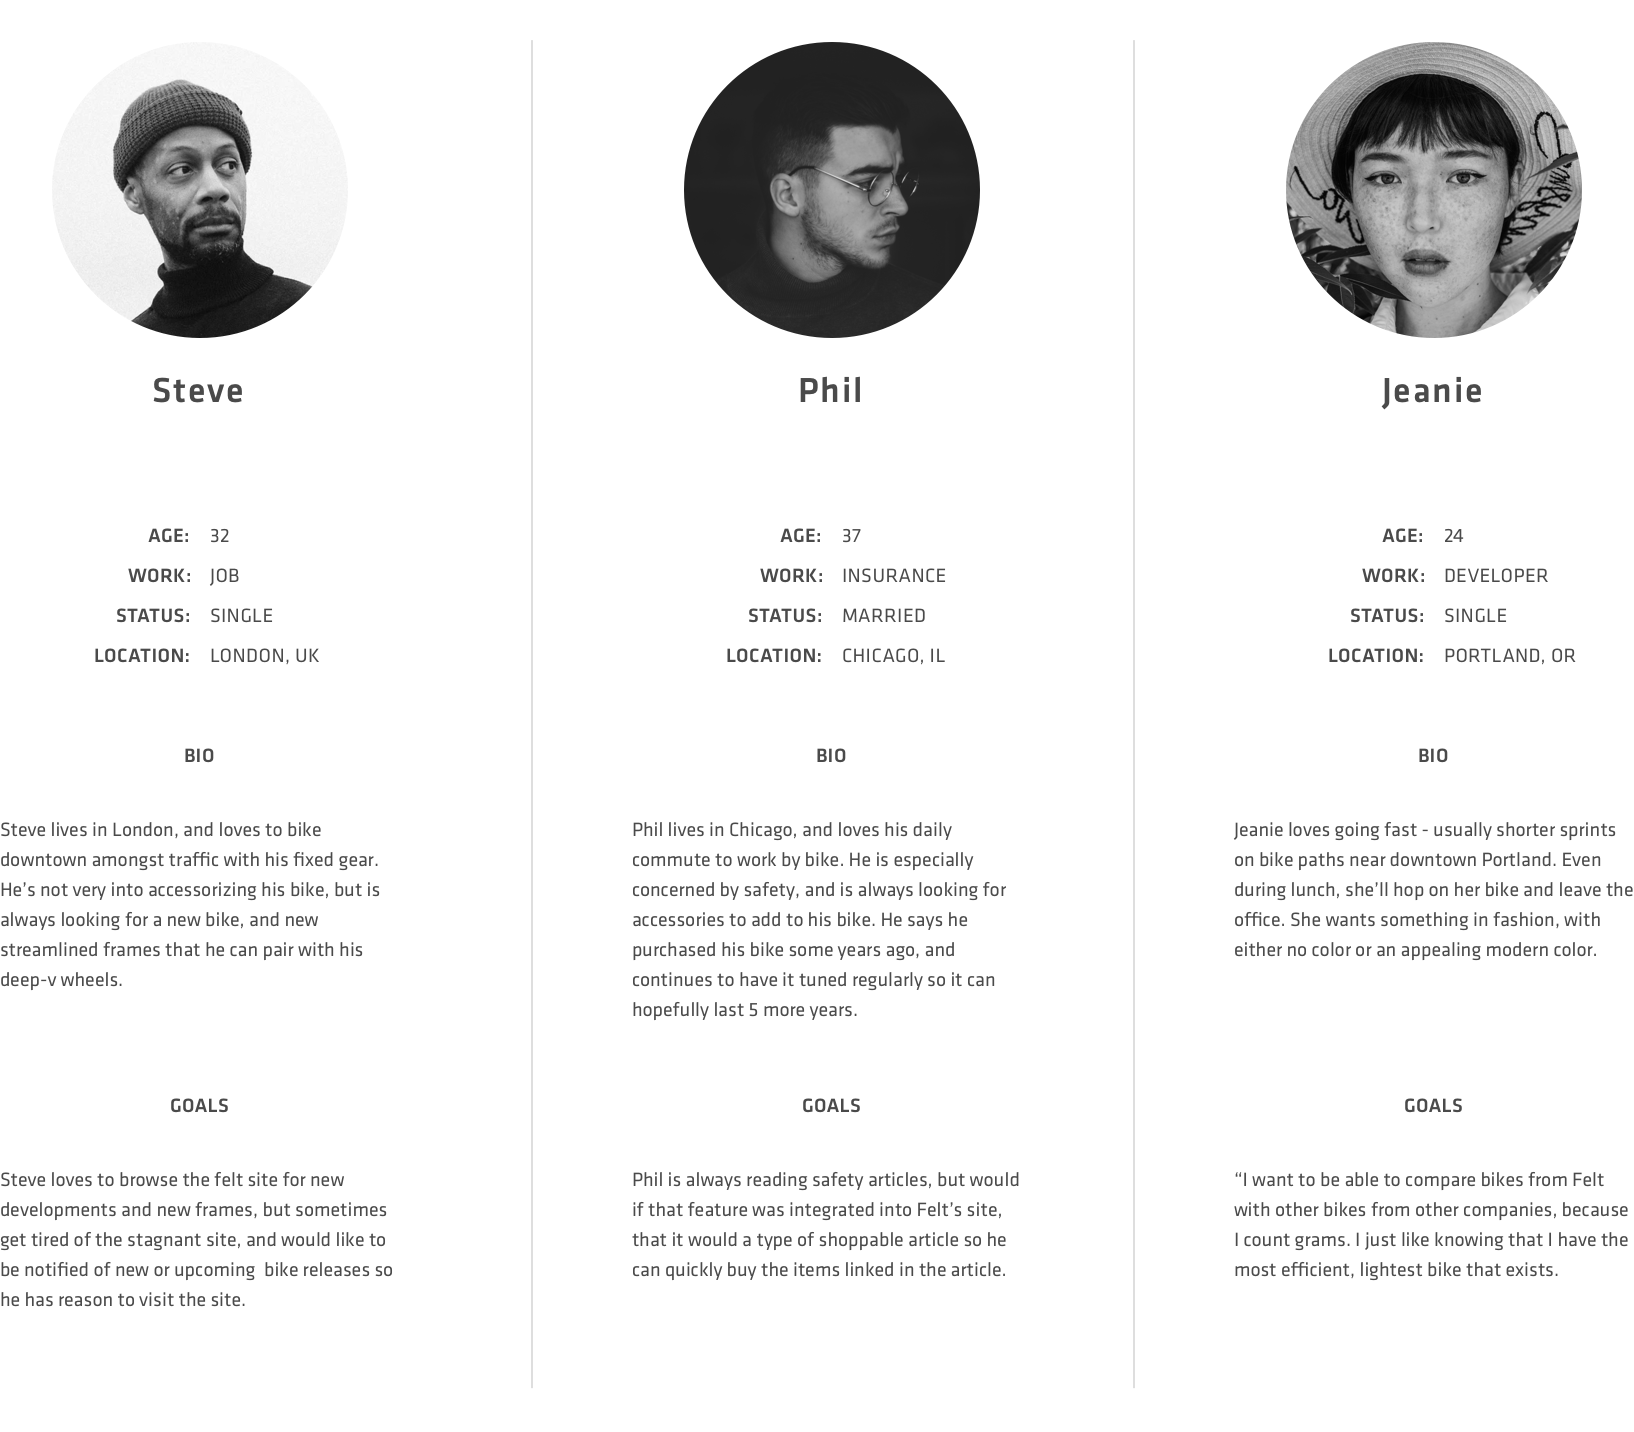 Steve
AGE: 32
WORK: JOB
STATUS: SINGLE
LOCATION: LONDON, UK
BIO
Steve lives in London, and loves to bike
downtown amongst traffic with his fixed gear.
He’s not very into accessorizing his bike, but is
always looking for a new bike, and new
streamlined frames that he can pair with his
deep-v wheels.
GOALS
Steve loves to browse the felt site for new
developments and new frames, but sometimes
get tired of the stagnant site, and would like to
be notified of new or upcoming  bike releases so
he has reason to visit the site.
Phil
AGE: 37
WORK: INSURANCE
STATUS: MARRIED
LOCATION: CHICAGO, IL
BIO
Phil lives in Chicago, and loves his daily
commute to work by bike. He is especially
concerned by safety, and is always looking for
accessories to add to his bike. He says he
purchased his bike some years ago, and
continues to have it tuned regularly so it can
hopefully last 5 more years.
GOALS
Phil is always reading safety articles, but would
if that feature was integrated into Felt’s site,
that it would a type of shoppable article so he
can quickly buy the items linked in the article.
Jeanie
AGE: 24
WORK: DEVELOPER
STATUS: SINGLE
LOCATION: PORTLAND, OR
BIO
Jeanie loves going fast - usually shorter sprints
on bike paths near downtown Portland. Even
during lunch, she’ll hop on her bike and leave the
office. She wants something in fashion, with
either no color or an appealing modern color.
GOALS
“I want to be able to compare bikes from Felt
with other bikes from other companies, because
I count grams. I just like knowing that I have the
most efficient, lightest bike that exists.